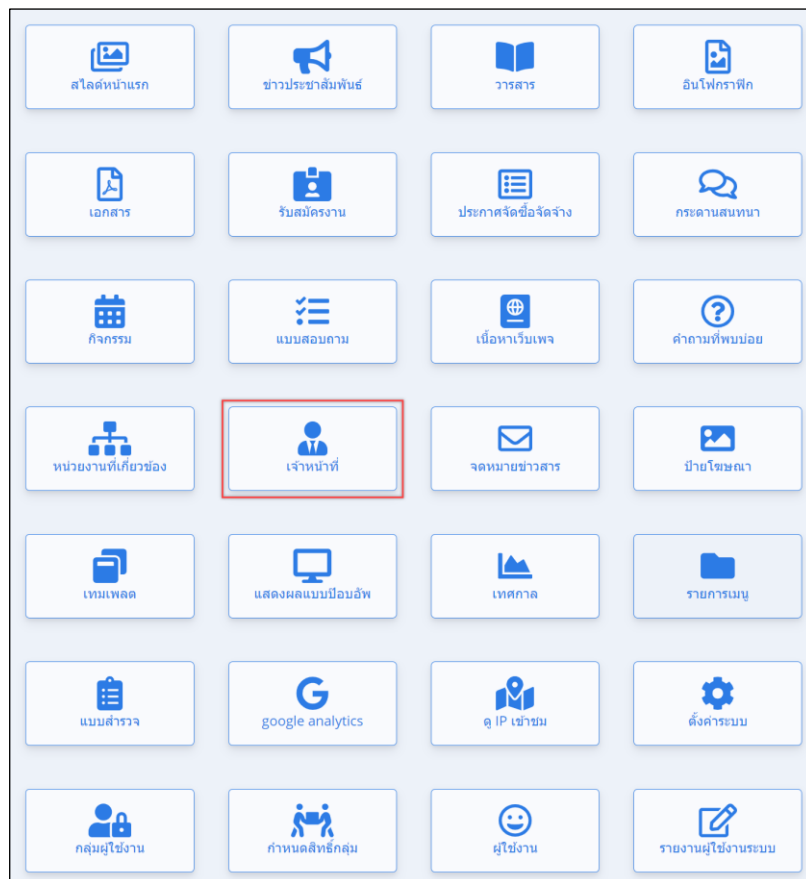 สไลด์หน้าแรก
ข่าวประชาสัมพันธ์
วารสาร
อินโฟกราฟิก
เอกสาร
รับสมัครงาน
ประกาศจัดซื้อจัดจ้าง
กระดานสนทนา
กิจกรรม
แบบสอบถาม
เนื้อหาเว็บเพจ
คำถามที่พบบ่อย
หน่วยงานที่เกี่ยวข้อง
เจ้าหน้าที่
จดหมายข่าวสาร
ป้ายโฆษณา
เทมเพลต
แสดงผลแบบป๊อบอัพ
เทศกาล
รายการเมนู
แบบสำรวจ
google analytics
ดู IP เข้าชม
ตั้งค่าระบบ
กลุ่มผู้ใช้งาน
กำหนดสิทธิ์กลุ่ม
ผู้ใช้งาน
รายงานผู้ใช้งานระบบ